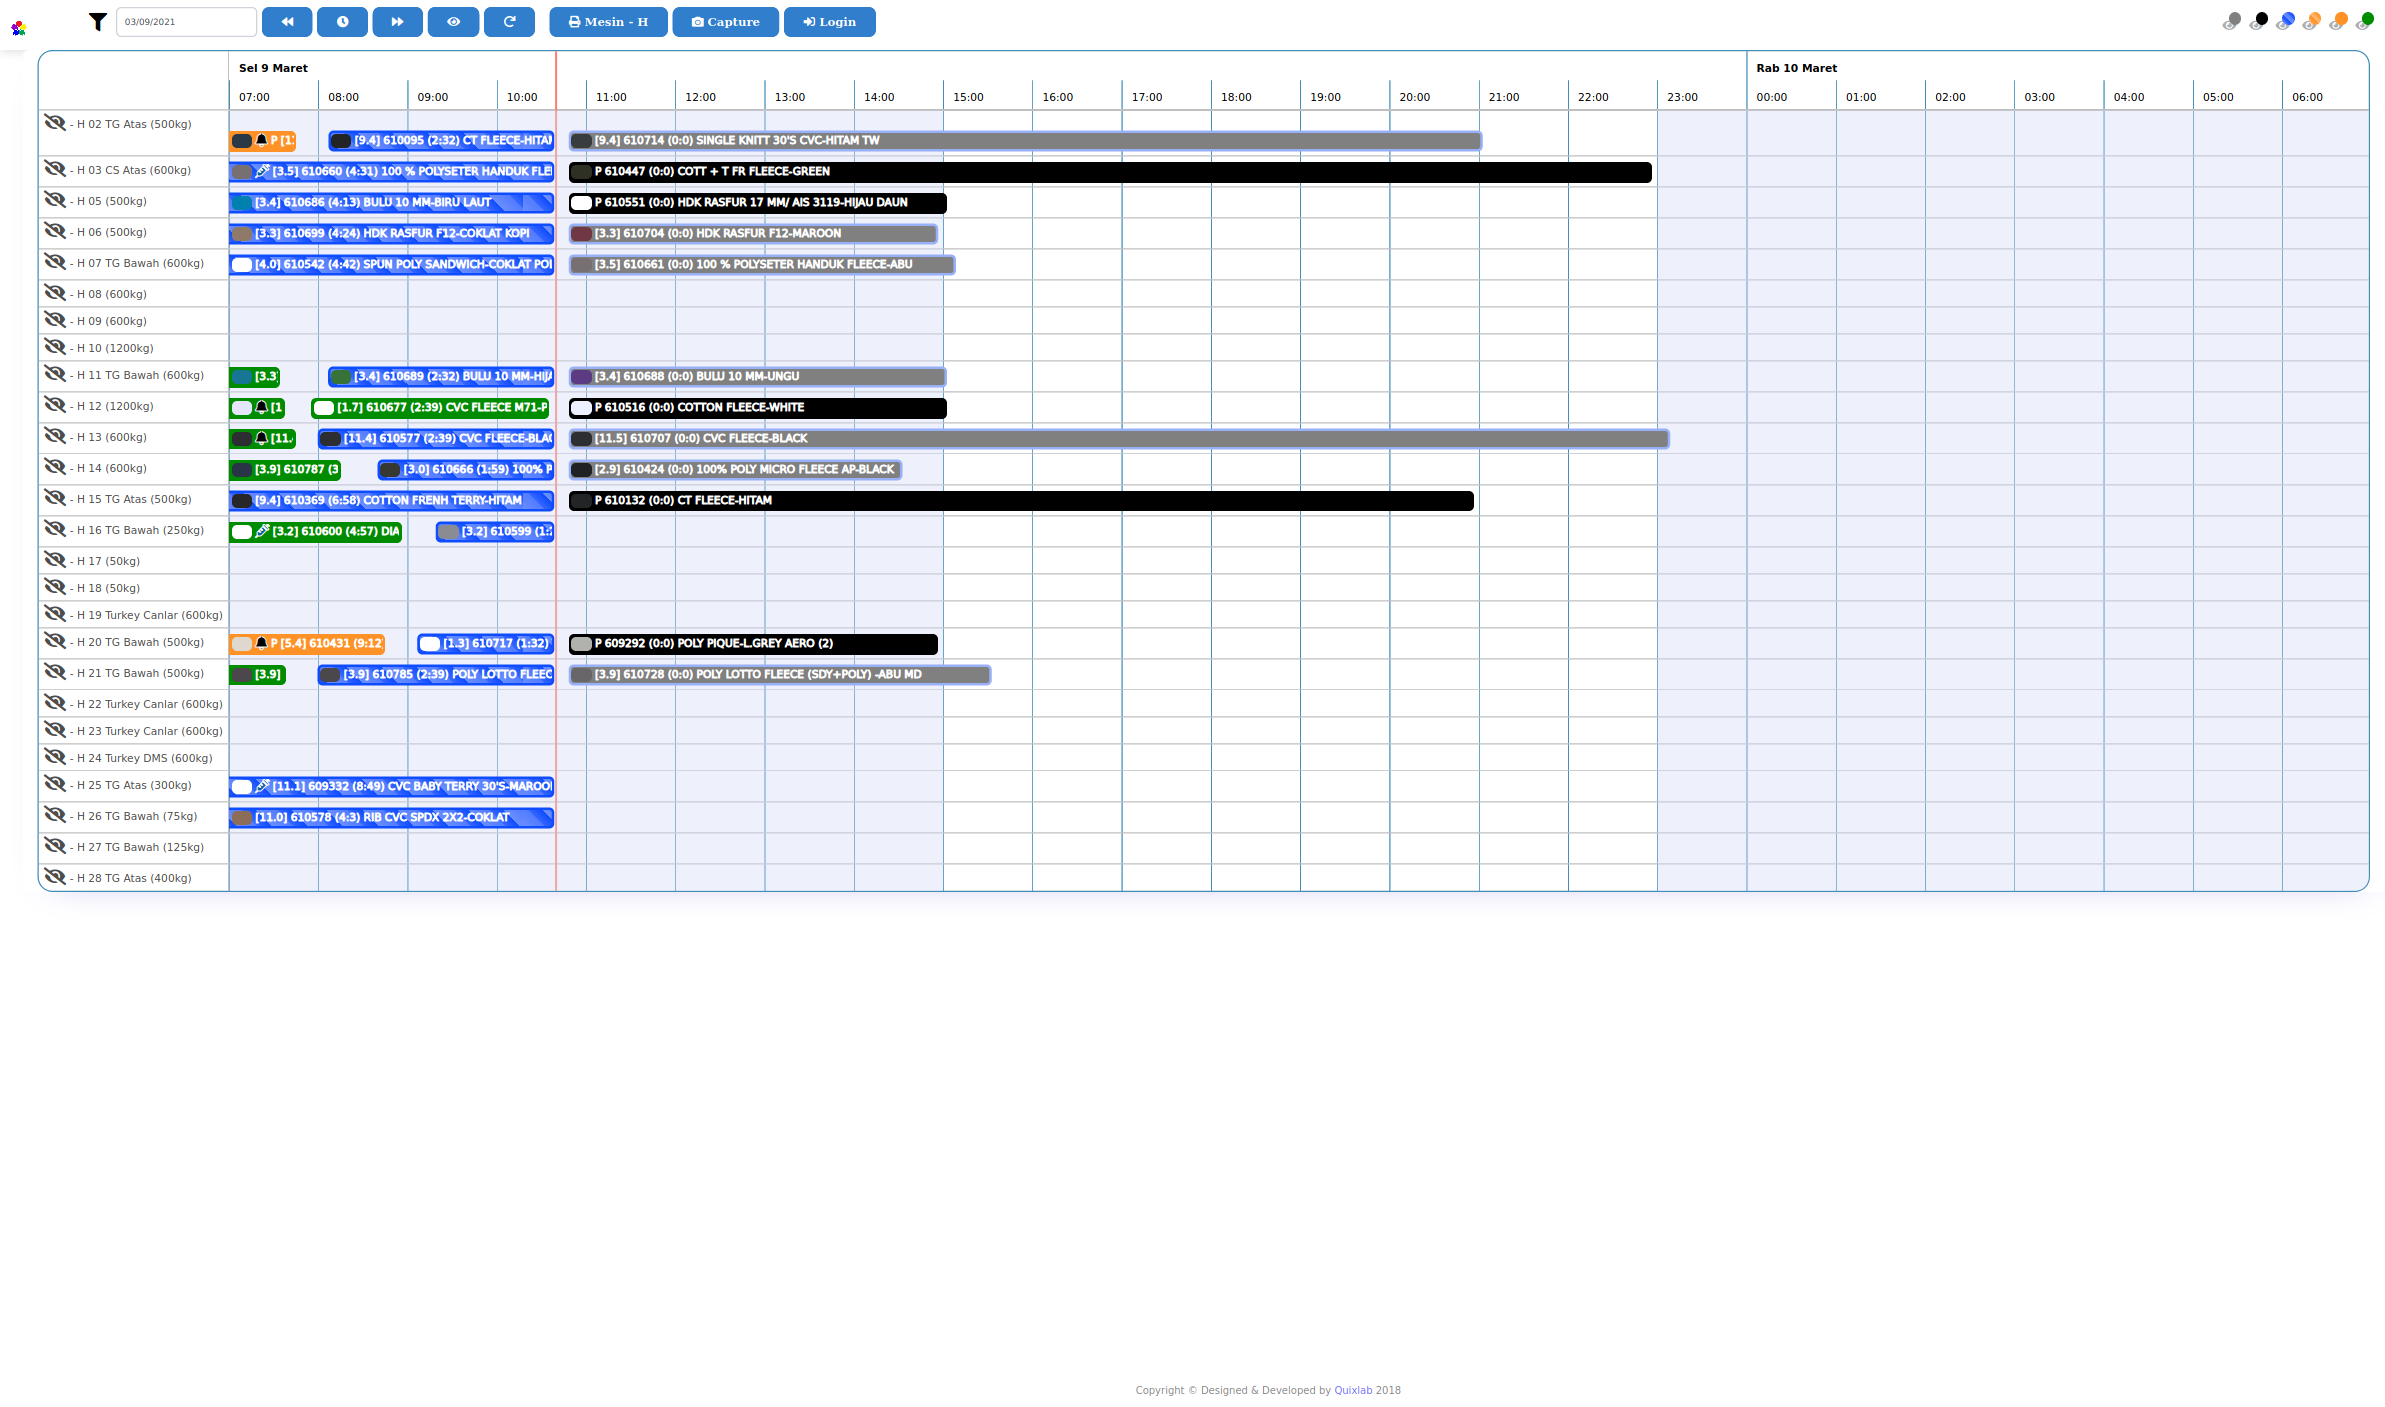 03/09/2021 Mesin - H Capture Login
Sel 9 Maret Rab 10 Maret
07:00 08:00 09:00 10:00 11:00 12:00 13:00 14:00 15:00 16:00 17:00 18:00 19:00 20:00 21:00 22:00 23:00 00:00 01:00 02:00 03:00 04:00 05:00 06:00
- H 02 TG Atas (500kg)
P [1 [9.4] 610095 (2:32) CT FLEECE-HITAM [9.4] 610714 (0:0) SINGLE KNITT 30'S CVC-HITAM TW
- H 03 CS Atas (600kg) [3.5] 610660 (4:31) 100 % POLYSETER HANDUK FLE P 610447 (0:0) COTT + T FR FLEECE-GREEN
- H 05 (500kg) [3.4] 610686 (4:13) BULU 10 MM-BIRU LAUT P 610551 (0:0) HDK RASFUR 17 MM/ AIS 3119-HIJAU DAUN
- H 06 (500kg) [3.3] 610699 (4:24) HDK RASFUR F12-COKLAT KOPI [3.3] 610704 (0:0) HDK RASFUR F12-MAROON
- H 07 TG Bawah (600kg) [4.0] 610542 (4:42) SPUN POLY SANDWICH-COKLAT PO [3.5] 610661 (0:0) 100 % POLYSETER HANDUK FLEECE-ABU
- H 08 (600kg)
- H 09 (600kg)
- H 10 (1200kg)
- H 11 TG Bawah (600kg) [3.3] [3.4] 610689 (2:32) BULU 10 MM-HIJA [3.4] 610688 (0:0) BULU 10 MM-UNGU
- H 12 (1200kg) [1 [1.7] 610677 (2:39) CVC FLEECE M71-P P 610516 (0:0) COTTON FLEECE-WHITE
- H 13 (600kg) [11. [11.4] 610577 (2:39) CVC FLEECE-BLAC [11.5] 610707 (0:0) CVC FLEECE-BLACK
- H 14 (600kg) [3.9] 610787 (3 [3.0] 610666 (1:59) 100% P [2.9] 610424 (0:0) 100% POLY MICRO FLEECE AP-BLACK
- H 15 TG Atas (500kg) [9.4] 610369 (6:58) COTTON FRENH TERRY-HITAM P 610132 (0:0) CT FLEECE-HITAM
- H 16 TG Bawah (250kg) [3.2] 610600 (4:57) DIA [3.2] 610599 (1:
- H 17 (50kg)
- H 18 (50kg)
- H 19 Turkey Canlar (600kg)
- H 20 TG Bawah (500kg) P [5.4] 610431 (9:12) [1.3] 610717 (1:32) P 609292 (0:0) POLY PIQUE-L.GREY AERO (2)
- H 21 TG Bawah (500kg) [3.9] [3.9] 610785 (2:39) POLY LOTTO FLEEC [3.9] 610728 (0:0) POLY LOTTO FLEECE (SDY+POLY) -ABU MD
- H 22 Turkey Canlar (600kg)
- H 23 Turkey Canlar (600kg)
- H 24 Turkey DMS (600kg)
- H 25 TG Atas (300kg) [11.1] 609332 (8:49) CVC BABY TERRY 30'S-MAROO
- H 26 TG Bawah (75kg) [11.0] 610578 (4:3) RIB CVC SPDX 2X2-COKLAT
- H 27 TG Bawah (125kg)
- H 28 TG Atas (400kg)
Copyright © Designed & Developed by Quixlab 2018